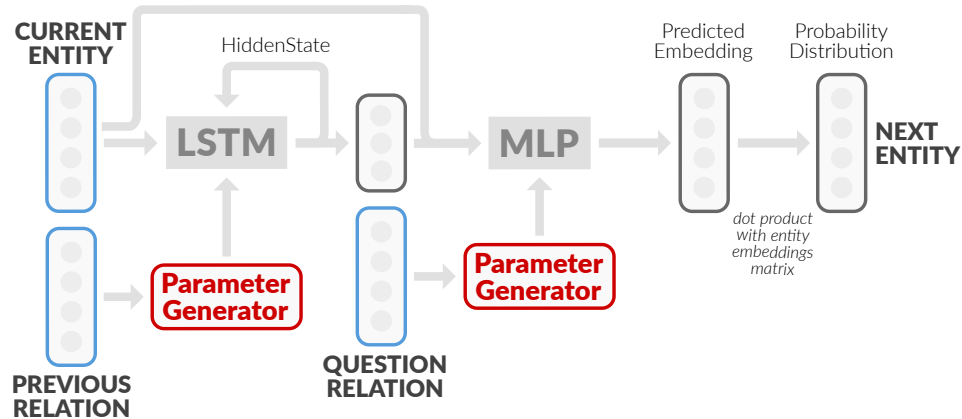 CURRENT
ENTITY
HiddenState
Predicted
Embedding
Probability
Distribution
LSTM
MLP
NEXT
ENTITY
dot product
with entity
embeddings
matrix
Parameter
Generator
Parameter
Generator
QUESTION
RELATION
PREVIOUS
RELATION